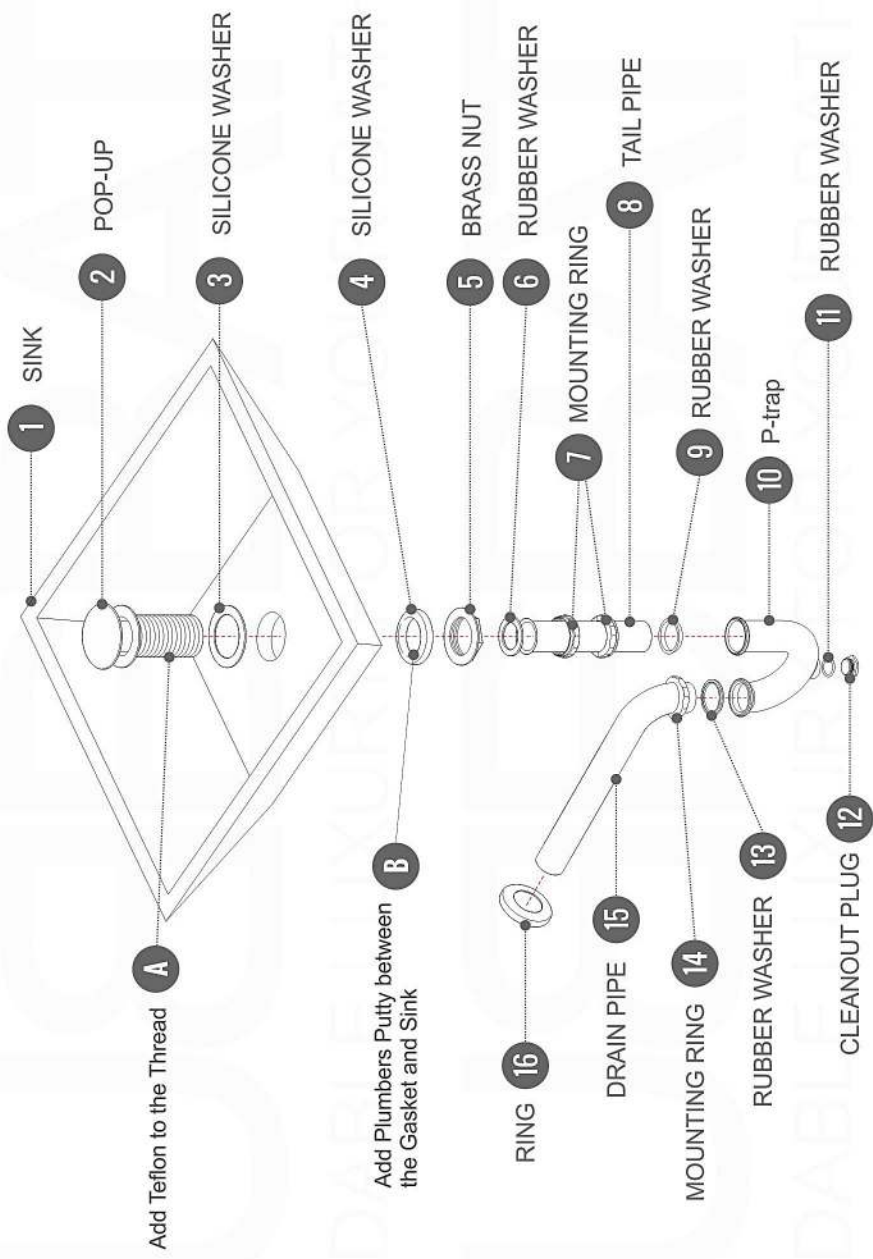 1 SINK
2 POP-UP
3 SILICONE WASHER
4 SILICONE WASHER
5 BRASS NUT
6 RUBBER WASHER
7 MOUNTING RING
8 TAIL PIPE
9 RUBBER WASHER
10 P-trap
11 RUBBER WASHER
CLEANOUT PLUG 12
RUBBER WASHER 13
MOUNTING RING 14
DRAIN PIPE 15
RING 16
Add Teflon to the Thread A
Add Plumbers Putty between B
the Gasket and Sink